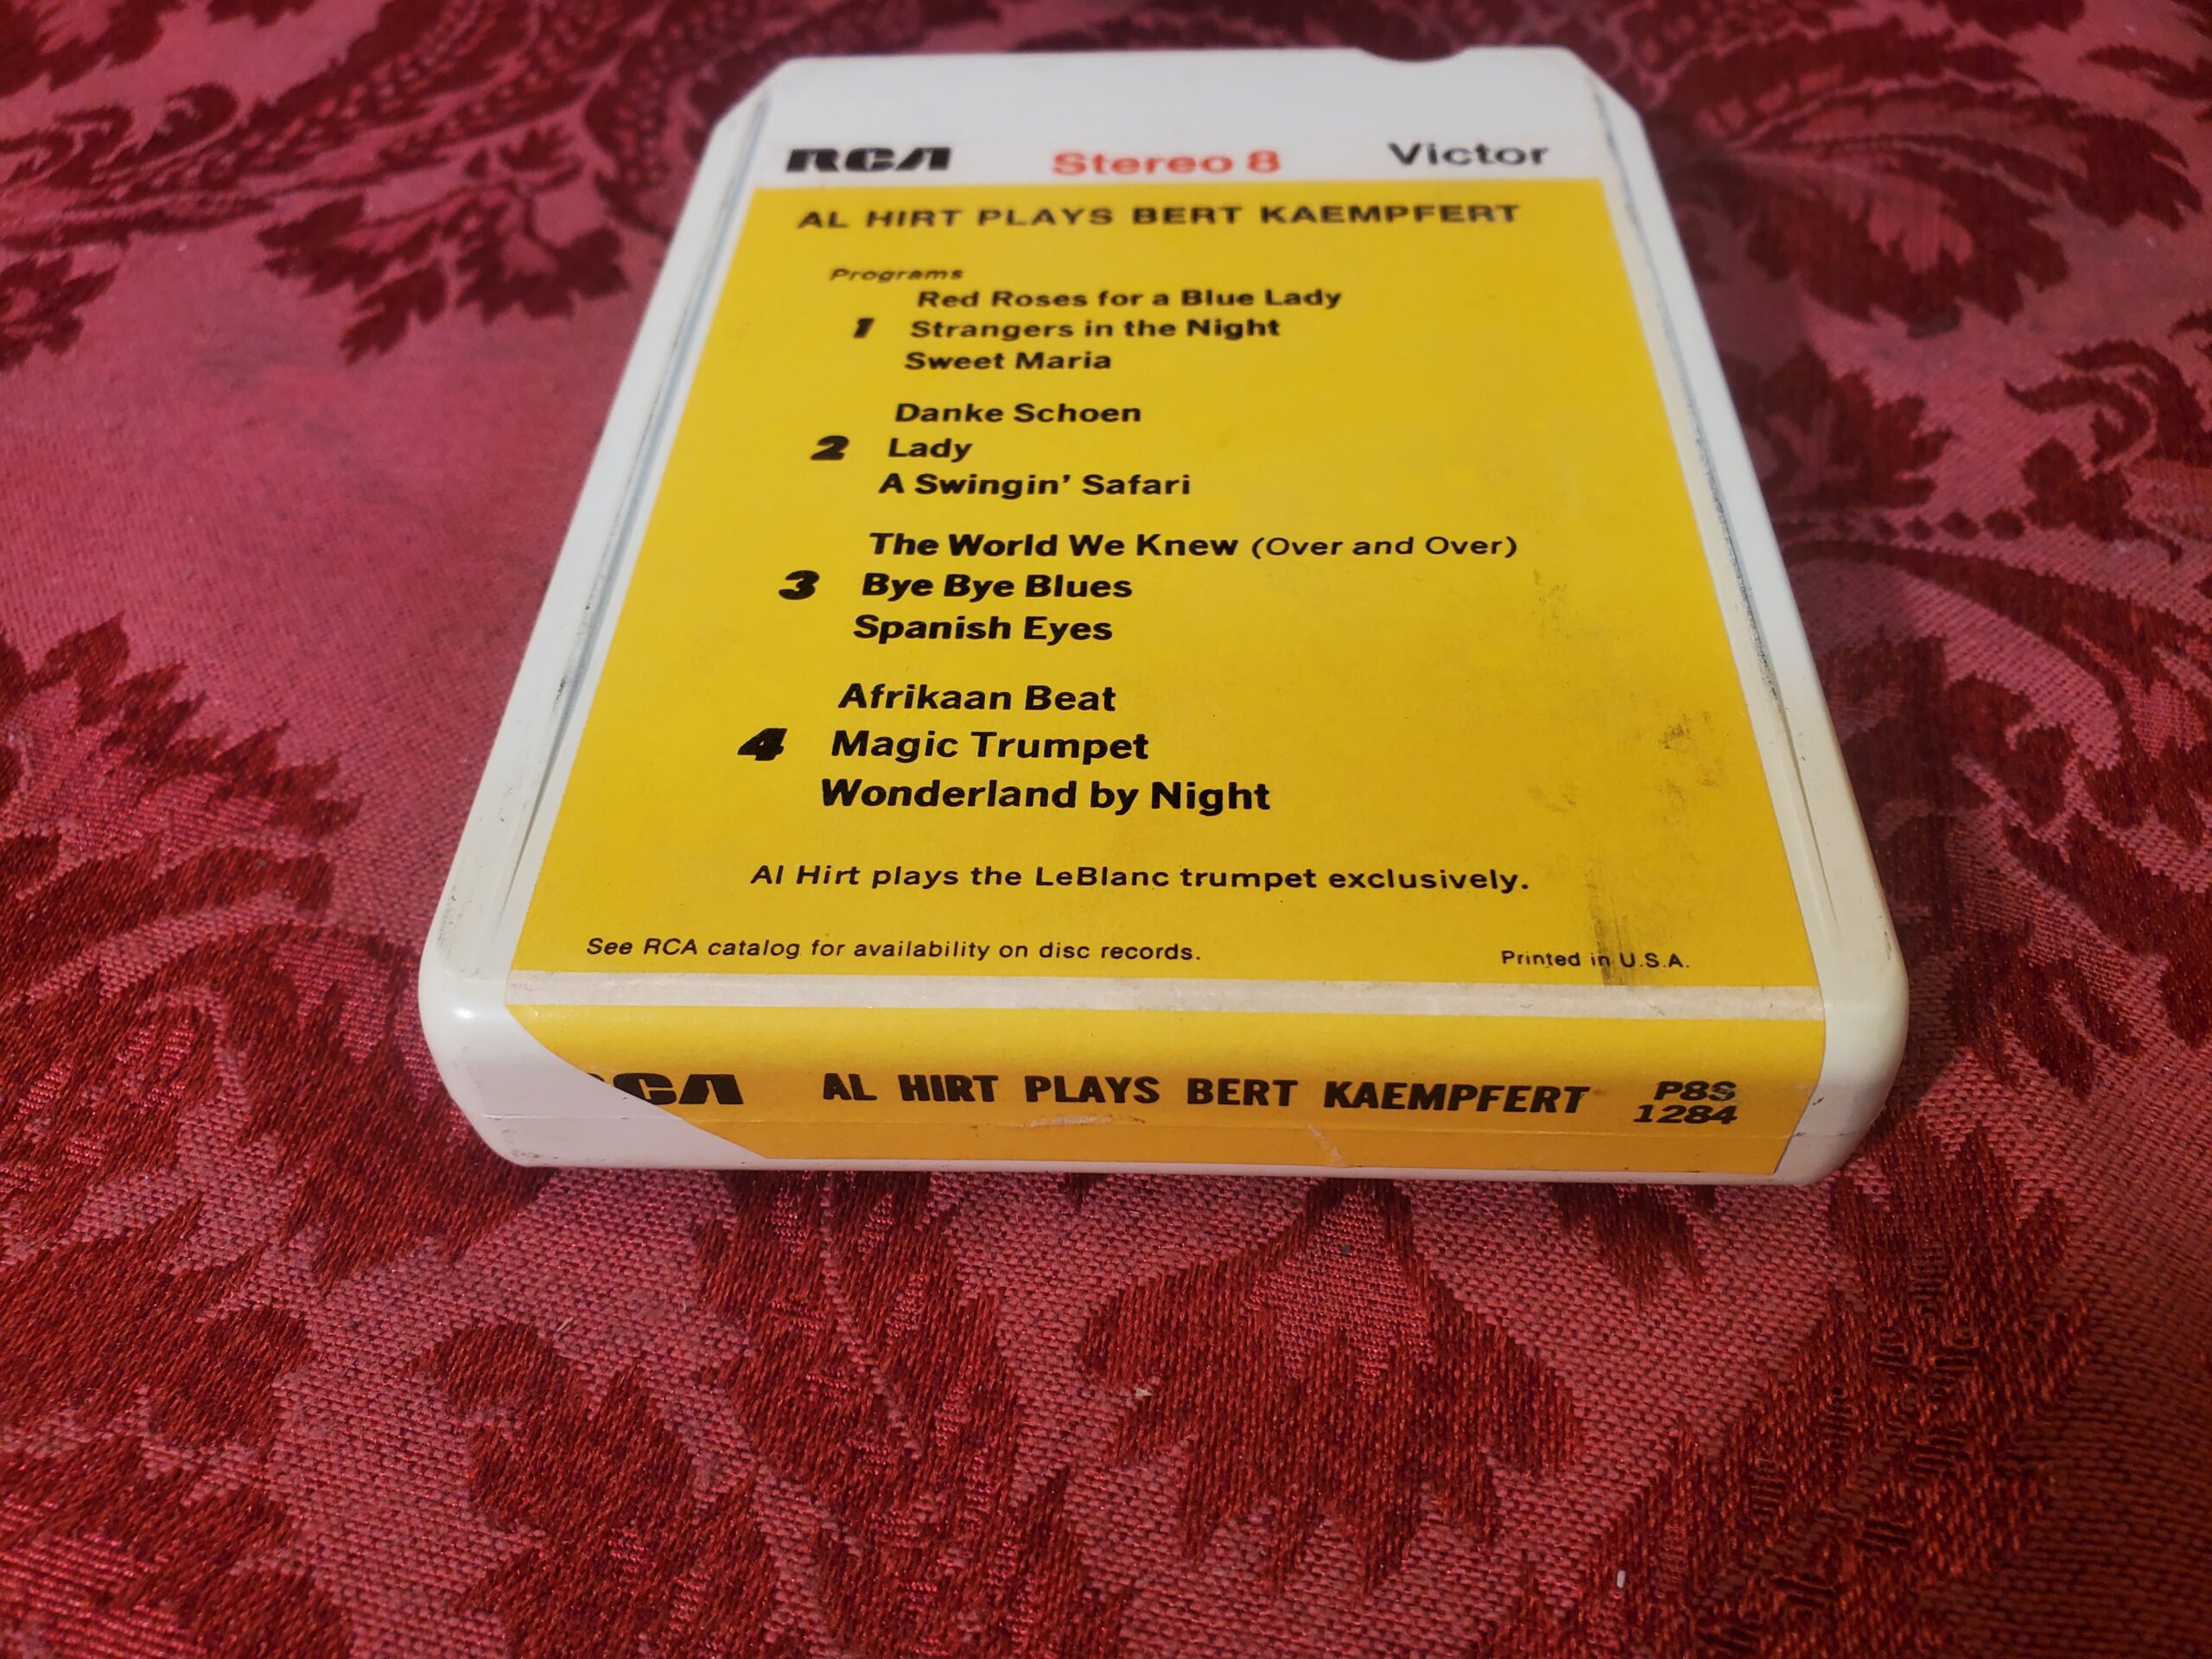 RCA Stereo 8 Victor
AL HIRT PLAYS BERT KAEMPFERT
Programs
Red Roses for a Blue Lady
1 Strangers in the Night
Sweet Maria
Danke Schoen
2 Lady
A Swingin' Safari
The World We Knew (Over and Over)
3 Bye Bye Blues
Spanish Eyes
Afrikaan Beat
4 Magic Trumpet
Wonderland by Night
Al Hirt plays the LeBlanc trumpet exclusively.
See RCA catalog for availability on disc records. Printed in U.S.A.
RCA AL HIRT PLAYS BERT KAEMPFERT P8S
1284